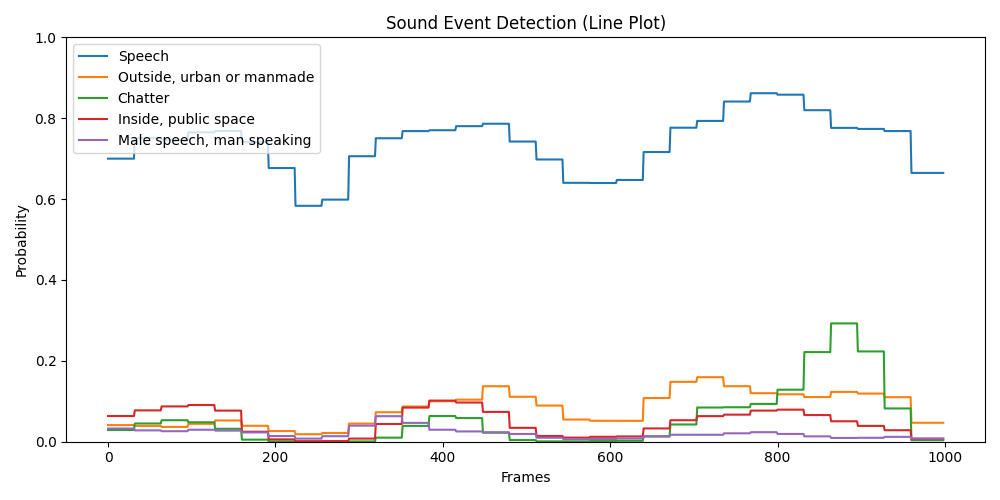 Sound Event Detection (Line Plot)
Speech
Outside, urban or manmade
Chatter
Inside, public space
Male speech, man speaking
1.0
0.8
0.6
0.4
0.2
0.0
Probability
0 200 400 600 800 1000
Frames